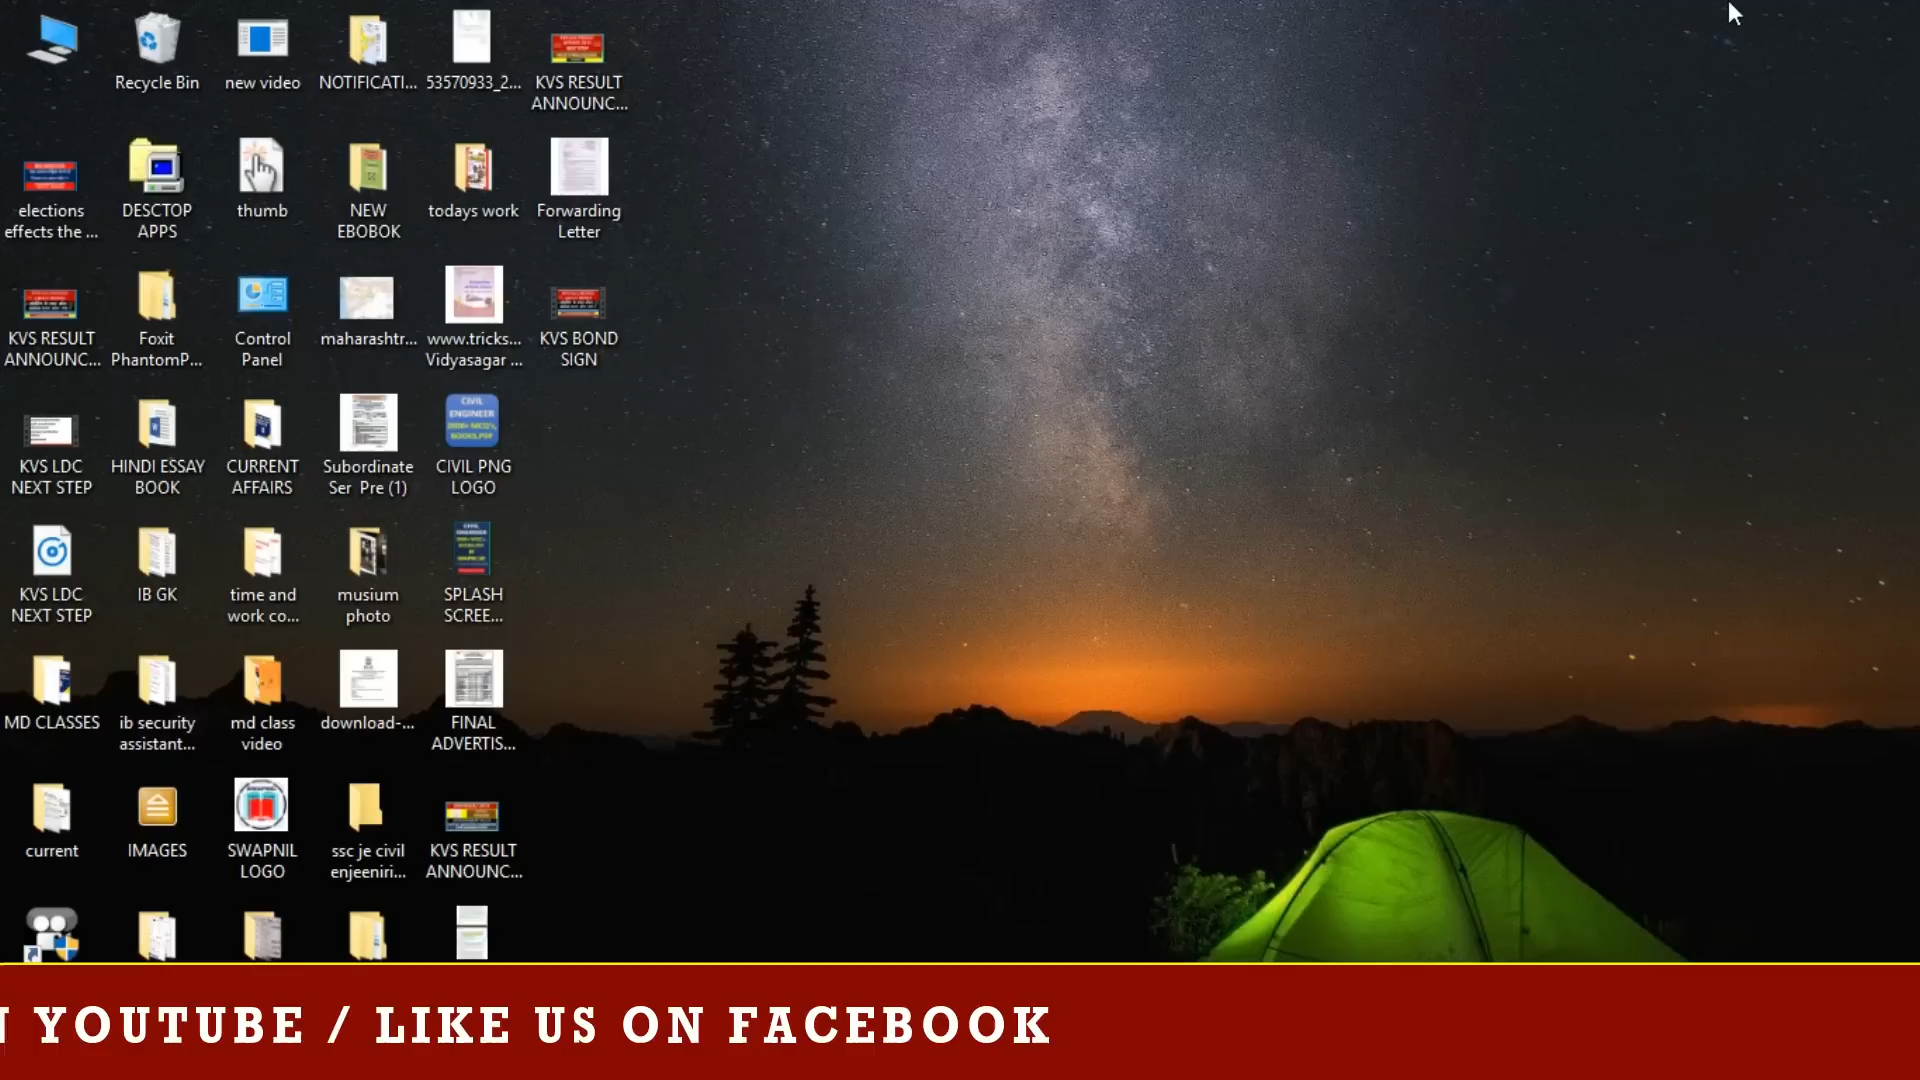 Recycle Bin
new video
NOTIFICATI...
53570933_2...
KVS RESULT
ANNOUNC...
elections
effects the ...
DESCTOP
APPS
thumb
NEW
EBOBOK
todays work
Forwarding
Letter
KVS RESULT
ANNOUNC...
Foxit
PhantomP...
Control
Panel
maharashtr...
www.tricks...
Vidyasagar ...
KVS BOND
SIGN
KVS LDC
NEXT STEP
HINDI ESSAY
BOOK
CURRENT
AFFAIRS
Subordinate
Ser Pre (1)
CIVIL
ENGINEER
CIVIL PNG
LOGO
KVS LDC
NEXT STEP
IB GK
time and
work co...
musium
photo
SPLASH
SCREE...
MD CLASSES
ib security
assistant...
md class
video
download-...
FINAL
ADVERTIS...
current
IMAGES
SWAPNIL
LOGO
ssc je civil
enjeeniri...
KVS RESULT
ANNOUNC...
YOUTUBE / LIKE US ON FACEBOOK